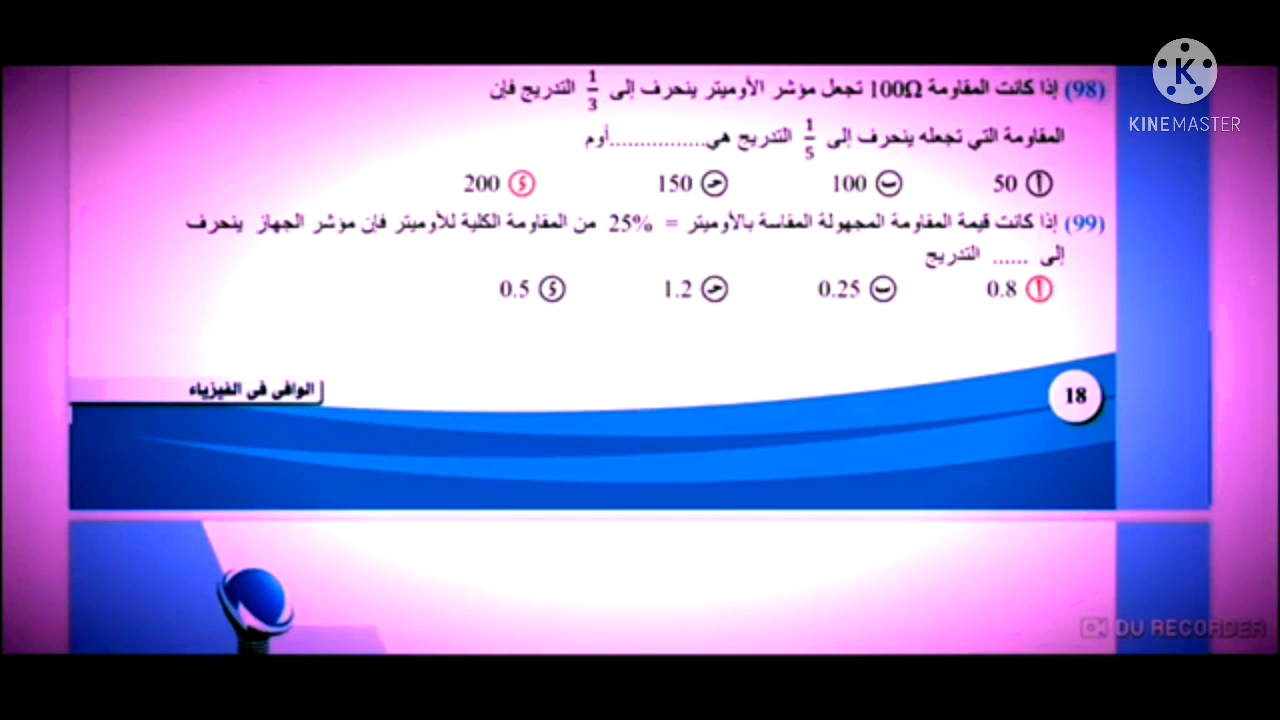 KINEMASTER
(98) إذا كانت المقاومة 100Ω تجعل مؤشر الأوميتر ينحرف إلى 1/3 التدريج فإن
المقاومة التي تجعله ينحرف إلى 1/5 التدريج هي................أوم
أ 50 ب 100 جـ 150 د 200
(99) إذا كانت قيمة المقاومة المجهولة المقاسة بالأوميتر = 25% من المقاومة الكلية للأوميتر فان مؤشر الجهاز ينحرف
إلى ...... التدريج
أ 0.8 ب 0.25 جـ 1.2 د 0.5
الوافي في الفيزياء
18
DU RECORDER